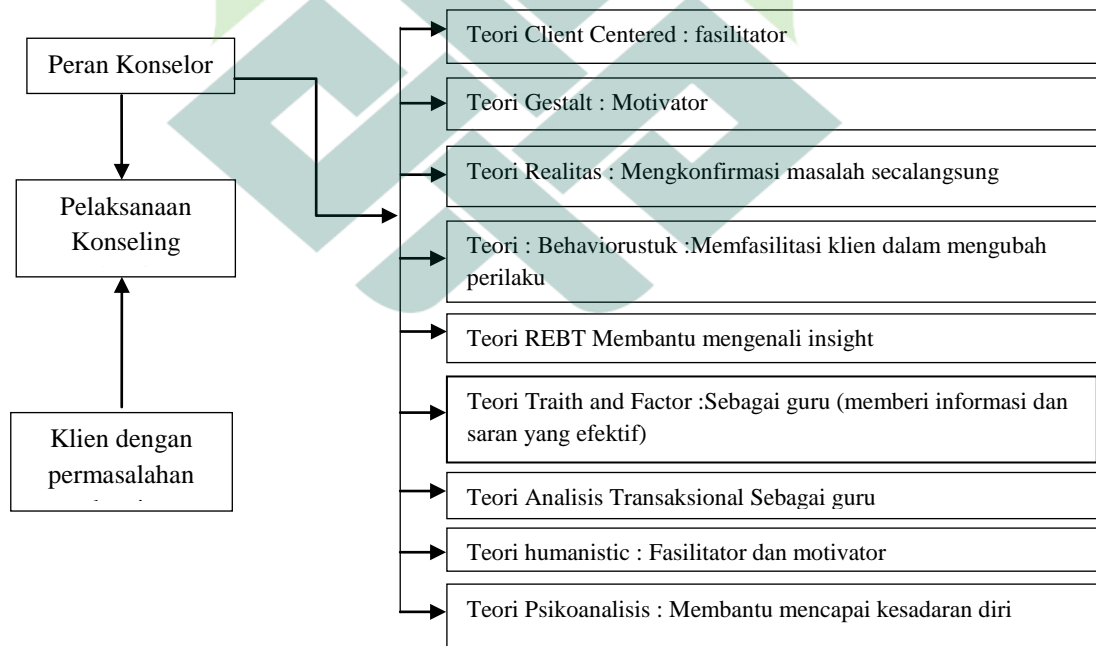 Peran Konselor
Pelaksanaan
Konseling
Klien dengan
permasalahan
Teori Client Centered : fasilitator
Teori Gestalt : Motivator
Teori Realitas : Mengkonfirmasi masalah secalangsung
Teori : Behaviorustuk :Memfasilitasi klien dalam mengubah
perilaku
Teori REBT Membantu mengenali insight
Teori Traith and Factor :Sebagai guru (memberi informasi dan
saran yang efektif)
Teori Analisis Transaksional Sebagai guru
Teori humanistic : Fasilitator dan motivator
Teori Psikoanalisis : Membantu mencapai kesadaran diri